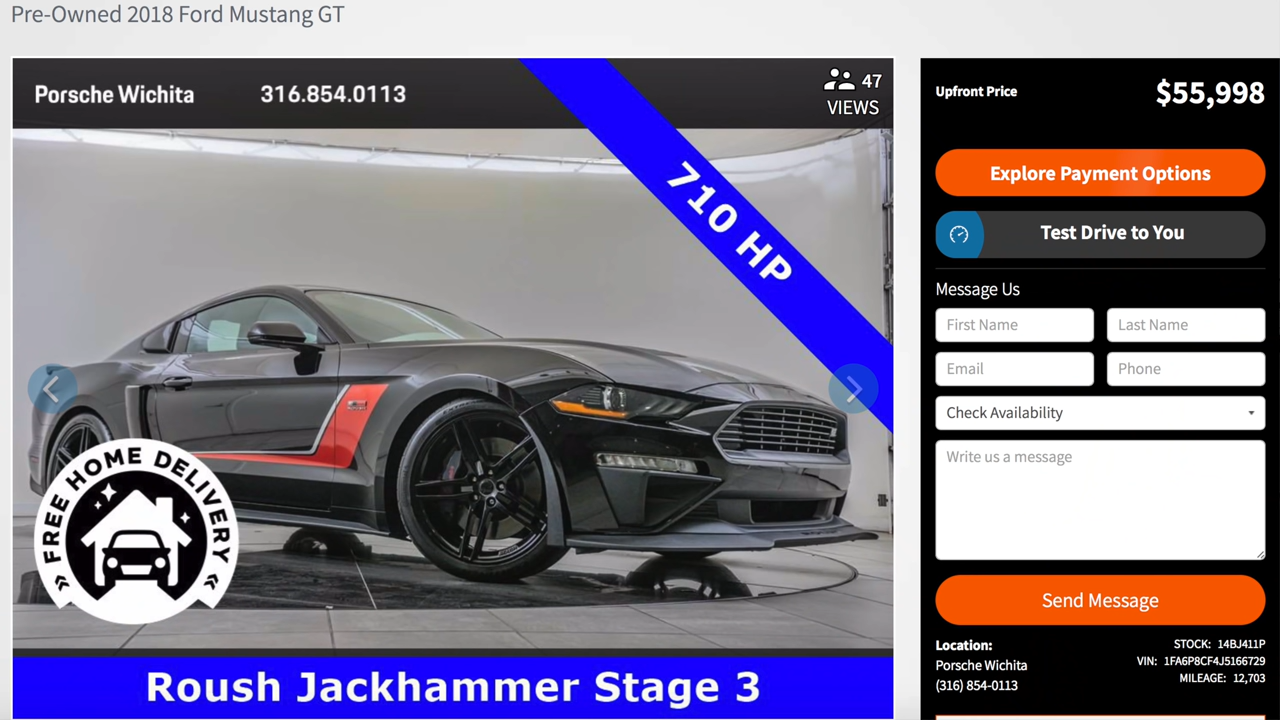 Pre-Owned 2018 Ford Mustang GT
Porsche Wichita
316.854.0113
47
VIEWS
710 HP
FREE HOME DELIVERY
Roush Jackhammer Stage 3
Upfront Price
$55,998
Explore Payment Options
Test Drive to You
Message Us
First Name
Last Name
Email
Phone
Check Availability
Write us a message
Send Message
Location:
Porsche Wichita
(316) 854-0113
STOCK: 14BJ411P
VIN: 1FA6P8CF4J5166729
MILEAGE: 12,703